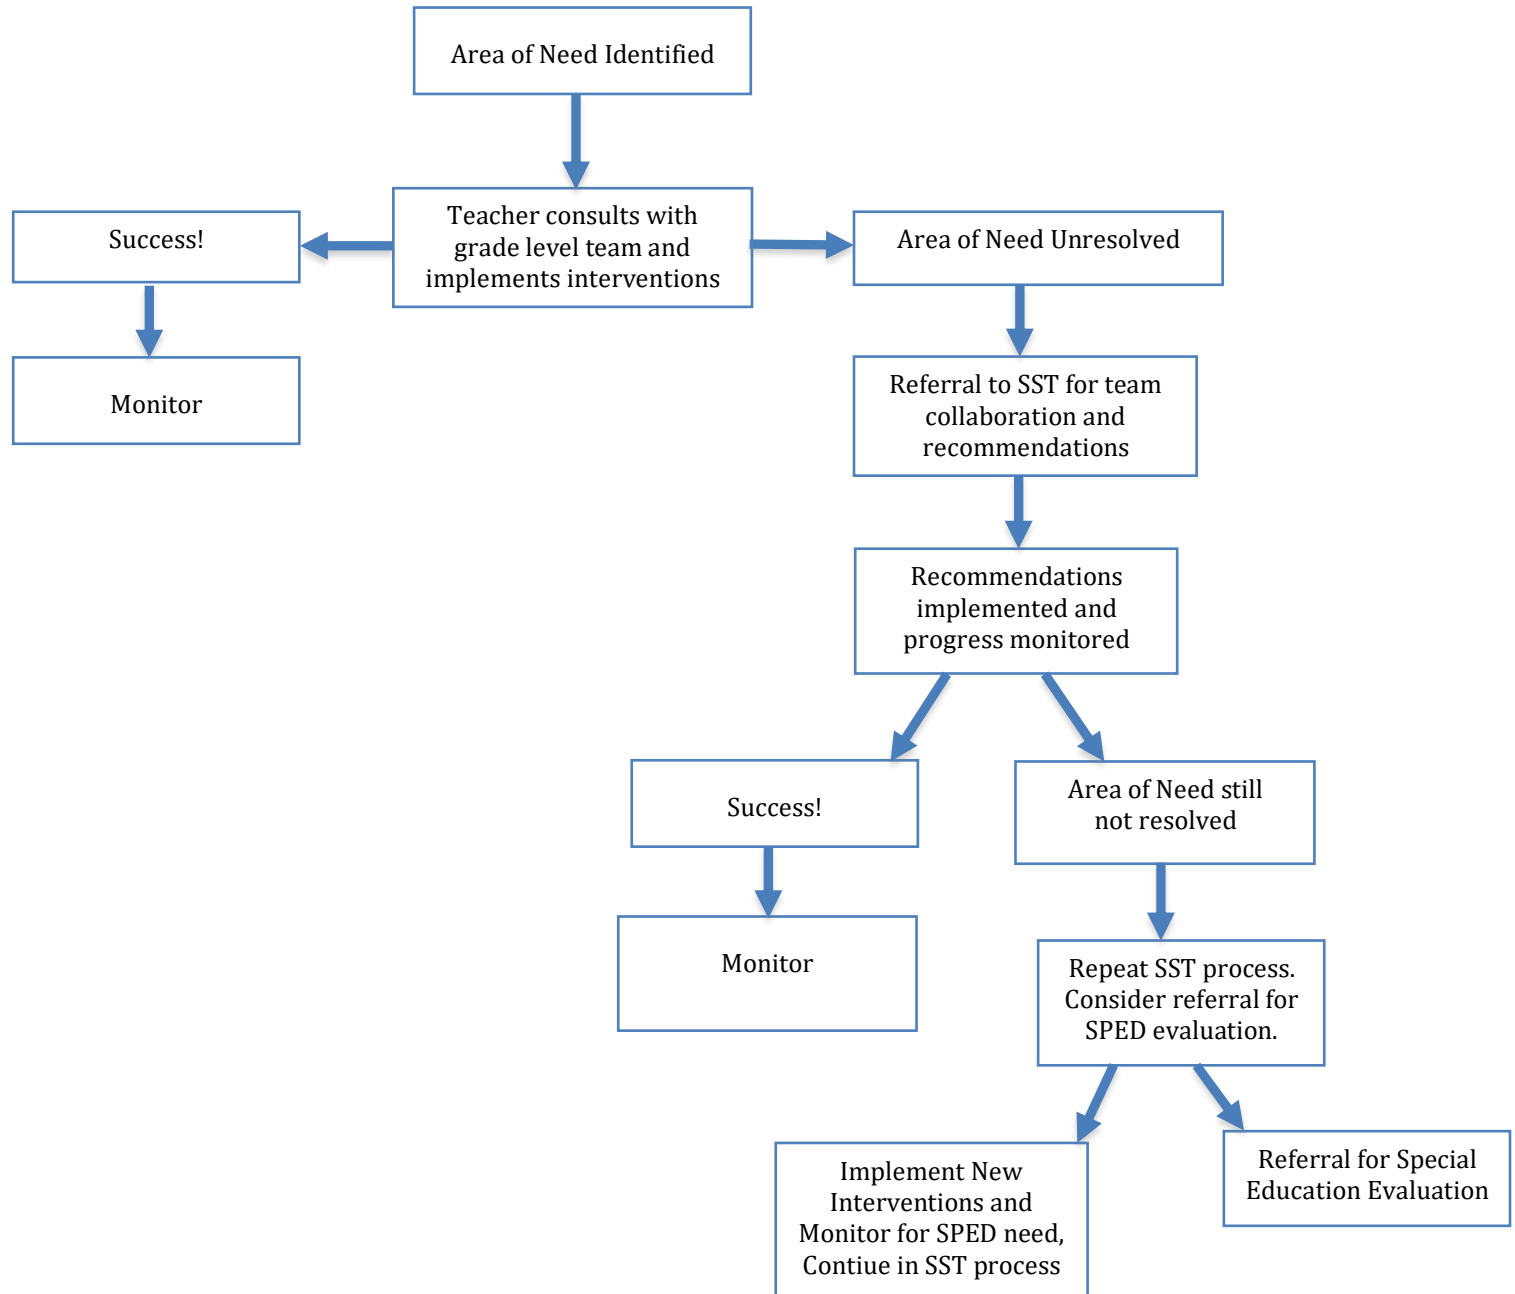 Area of Need Identified
Teacher consults with
grade level team and
implements interventions
Success!
Area of Need Unresolved
Monitor
Referral to SST for team
collaboration and
recommendations
Recommendations
implemented and
progress monitored
Success!
Area of Need still
not resolved
Monitor
Repeat SST process.
Consider referral for
SPED evaluation.
Implement New
Interventions and
Monitor for SPED need,
Contiue in SST process
Referral for Special
Education Evaluation